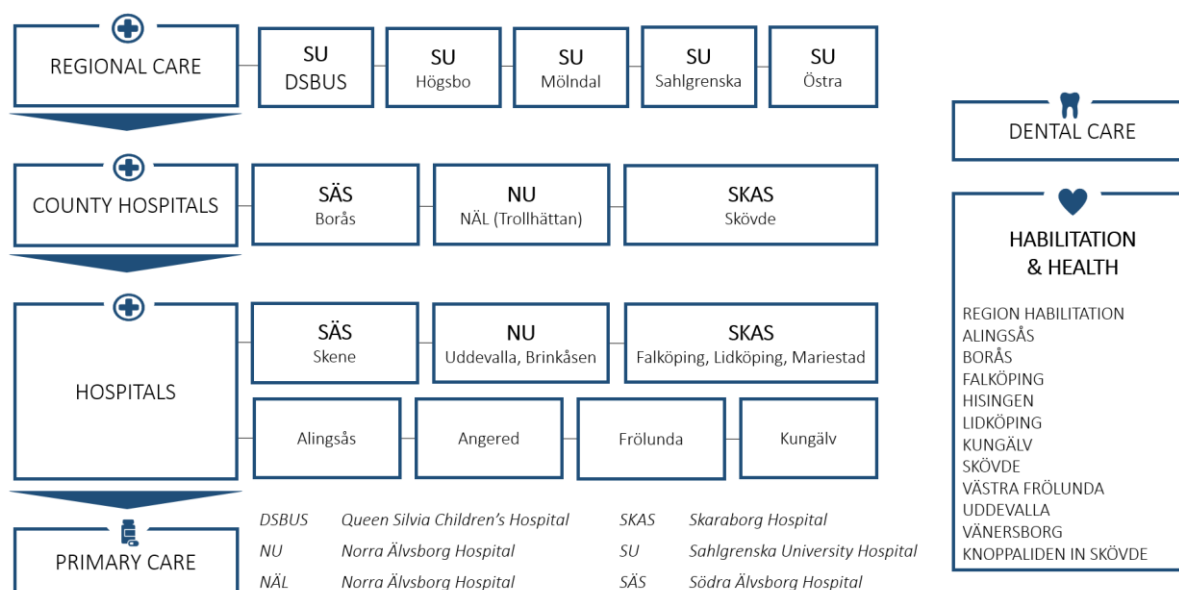 REGIONAL CARE
SU
DSBUS
SU
Högsbo
SU
Mölndal
SU
Sahlgrenska
SU
Östra
COUNTY HOSPITALS
SÄS
Borås
NU
NÄL (Trollhättan)
SKAS
Skövde
HOSPITALS
SÄS
Skene
NU
Uddevalla, Brinkåsen
SKAS
Falköping, Lidköping, Mariestad
Alingsås
Angered
Frölunda
Kungälv
PRIMARY CARE
DSBUS Queen Silvia Children's Hospital
NU Norra Älvsborg Hospital
NÄL Norra Älvsborg Hospital
SKAS Skaraborg Hospital
SU Sahlgrenska University Hospital
SÄS Södra Älvsborg Hospital
DENTAL CARE
HABILITATION
& HEALTH
REGION HABILITATION
ALINGSÅS
BORÅS
FALKÖPING
HISINGEN
LIDKÖPING
KUNGÄLV
SKÖVDE
VÄSTRA FRÖLUNDA
UDDEVALLA
VÄNERSBORG
KNOPPALIDEN IN SKÖVDE